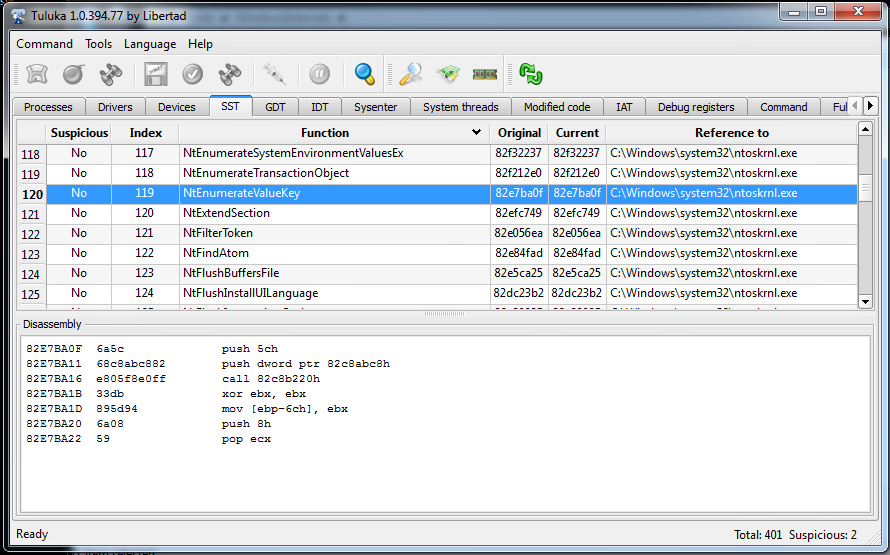 Tuluka 1.0.394.77 by Libertad
Command Tools Language Help
Processes Drivers Devices SST GDT IDT Sysenter System threads Modified code IAT Debug registers Command Ful
Suspicious Index Function Original Current Reference to
118 No 117 NtEnumerateSystemEnvironmentValuesEx 82f32237 82f32237 C:\Windows\system32\ntoskrnl.exe
119 No 118 NtEnumerateTransactionObject 82f212e0 82f212e0 C:\Windows\system32\ntoskrnl.exe
120 No 119 NtEnumerateValueKey 82e7ba0f 82e7ba0f C:\Windows\system32\ntoskrnl.exe
121 No 120 NtExtendSection 82efc749 82efc749 C:\Windows\system32\ntoskrnl.exe
122 No 121 NtFilterToken 82e056ea 82e056ea C:\Windows\system32\ntoskrnl.exe
123 No 122 NtFindAtom 82e84fad 82e84fad C:\Windows\system32\ntoskrnl.exe
124 No 123 NtFlushBuffersFile 82e5ca25 82e5ca25 C:\Windows\system32\ntoskrnl.exe
125 No 124 NtFlushInstallUILanguage 82dc23b2 82dc23b2 C:\Windows\system32\ntoskrnl.exe
Disassembly
82E7BA0F 6a5c push 5ch
82E7BA11 68c8abc882 push dword ptr 82c8abc8h
82E7BA16 e805f8e0ff call 82c8b220h
82E7BA1B 33db xor ebx, ebx
82E7BA1D 895d94 mov [ebp-6ch], ebx
82E7BA20 6a08 push 8h
82E7BA22 59 pop ecx
Ready Total: 401 Suspicious: 2